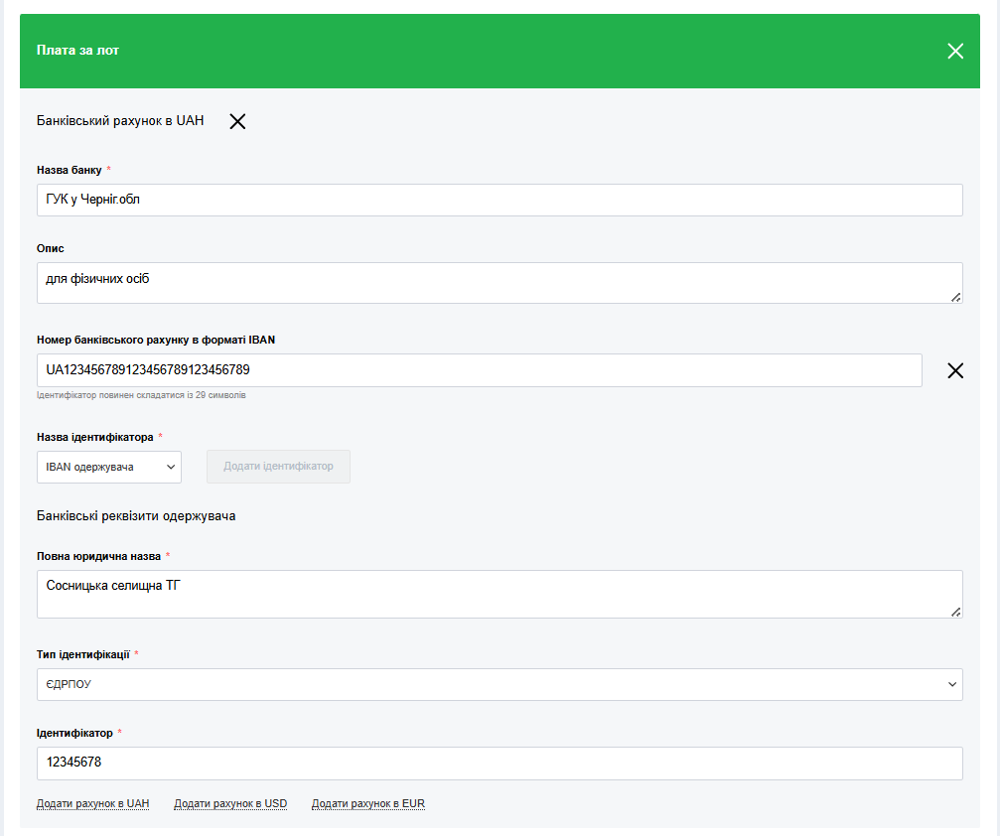 Плата за лот
Банківський рахунок в UAH
Назва банку *
ГУК у Черніг.обл
Опис
для фізичних осіб
Номер банківського рахунку в форматі IBAN
UA123456789123456789123456789
Ідентифікатор повинен складатися із 29 символів
Назва ідентифікатора *
IBAN одержувача
Додати ідентифікатор
Банківські реквізити одержувача
Повна юридична назва *
Сосницька селищна ТГ
Тип ідентифікації *
ЄДРПОУ
Ідентифікатор *
12345678
Додати рахунок в UAH Додати рахунок в USD Додати рахунок в EUR